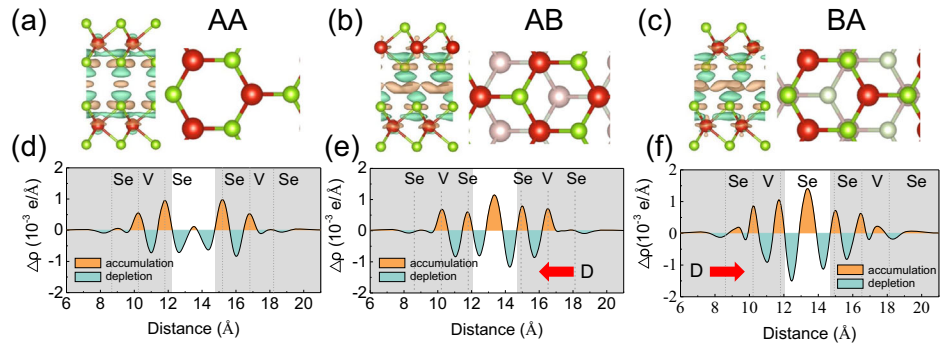 (a) AA (b) AB (c) BA
(d) (e) (f)
Se V Se Se V Se
2
1
0
-1
-2
Δρ (10⁻³ e/Å)
accumulation
depletion
6 8 10 12 14 16 18 20
Distance (Å)
Se V Se Se V Se
2
1
0
-1
-2
Δρ (10⁻³ e/Å)
accumulation
depletion
D
6 8 10 12 14 16 18 20
Distance (Å)
Se V Se Se V Se
2
1
0
-1
-2
Δρ (10⁻³ e/Å)
D
accumulation
depletion
6 8 10 12 14 16 18 20
Distance (Å)